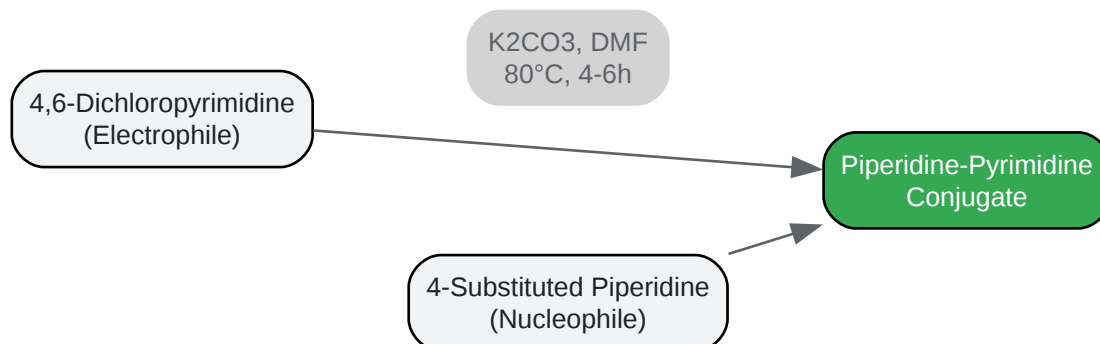 K2CO3, DMF
80°C, 4-6h
4,6-Dichloropyrimidine
(Electrophile)
Piperidine-Pyrimidine
Conjugate
4-Substituted Piperidine
(Nucleophile)